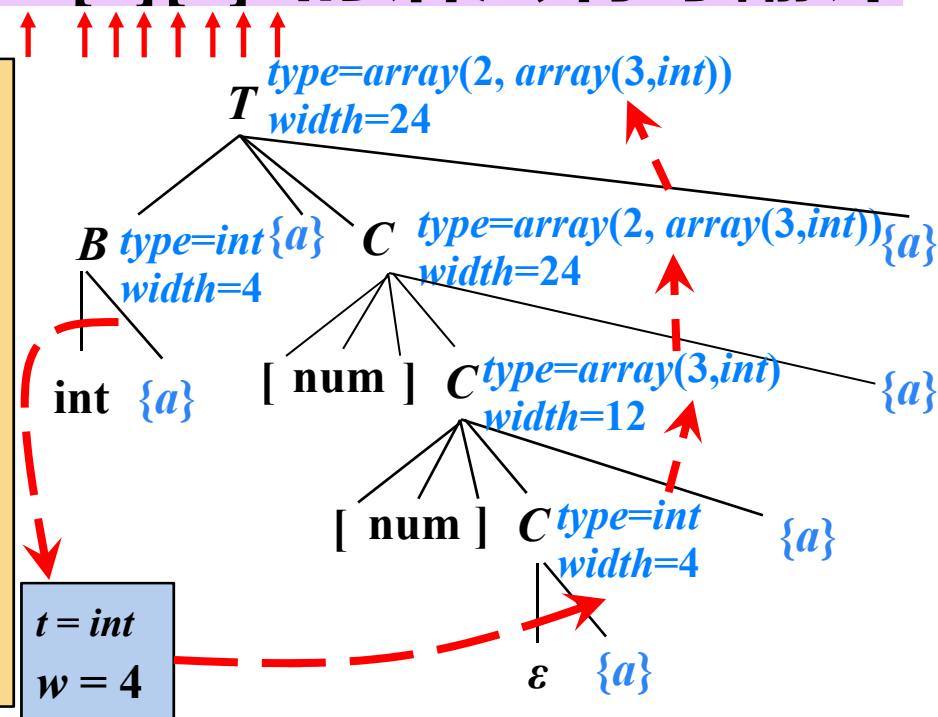 T type=array(2, array(3,int))
width=24
B type=int {a} C type=array(2, array(3,int)) {a}
width=4 width=24
int {a} [ num ] C type=array(3,int) {a}
width=12
[ num ] C type=int {a}
width=4
t = int
w = 4
ε {a}